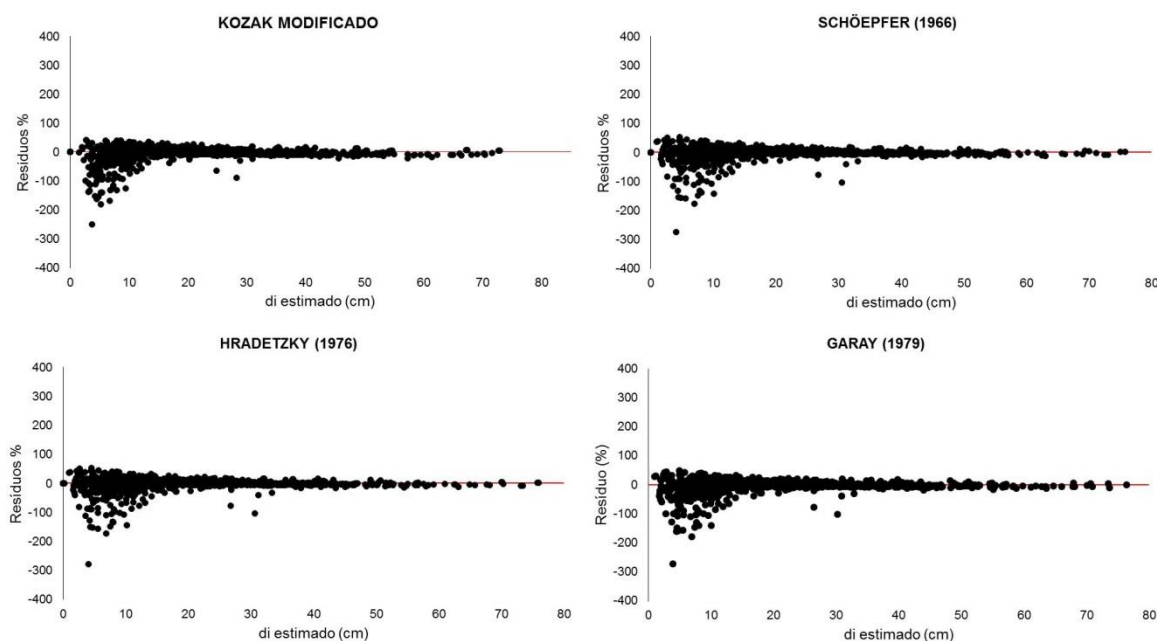 KOZAK MODIFICADO
400
300
200
100
0
-100
-200
-300
-400
Resíduos %
0 10 20 30 40 50 60 70 80
di estimado (cm)
SCHÖEPFER (1966)
400
300
200
100
0
-100
-200
-300
-400
Resíduos %
0 10 20 30 40 50 60 70 80
di estimado (cm)
HRADETZKY (1976)
400
300
200
100
0
-100
-200
-300
-400
Resíduos %
0 10 20 30 40 50 60 70 80
di estimado (cm)
GARAY (1979)
400
300
200
100
0
-100
-200
-300
-400
Resíduo (%)
0 10 20 30 40 50 60 70 80
di estimado (cm)